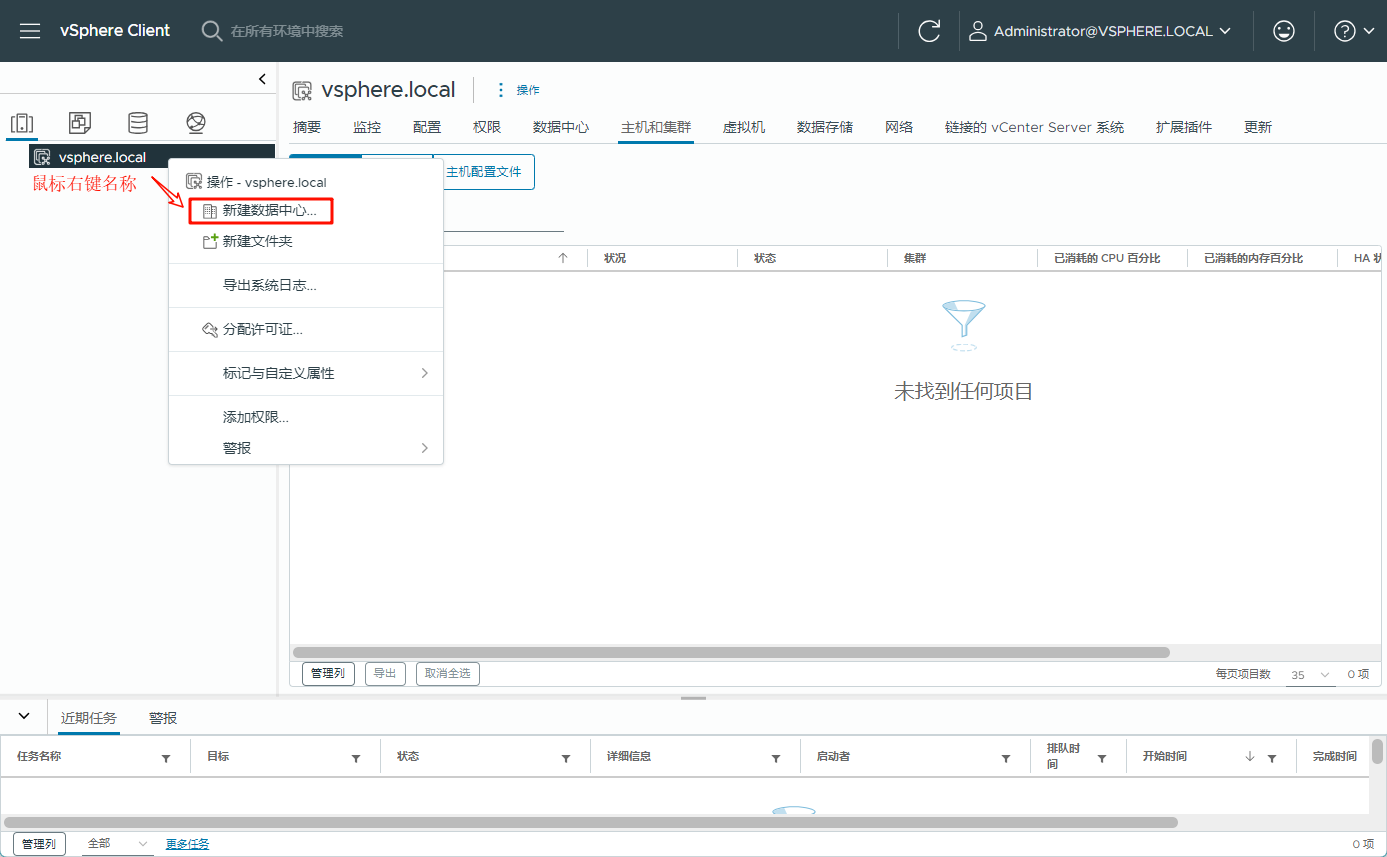 vSphere Client
在所有环境中搜索
Administrator@VSPHERE.LOCAL
vsphere.local
操作
摘要 监控 配置 权限 数据中心 主机和集群 虚拟机 数据存储 网络 链接的 vCenter Server 系统 扩展插件 更新
vsphere.local
鼠标右键名称
主机配置文件
操作 - vsphere.local
新建数据中心...
新建文件夹
导出系统日志...
分配许可证...
标记与自定义属性
添加权限...
警报
状况 状态 集群 已消耗的 CPU 百分比 已消耗的内存百分比 HA 状
未找到任何项目
管理列 导出 取消全选 每页项目数 35 0 项
近期任务 警报
任务名称 目标 状态 详细信息 启动者 排队时间 开始时间 完成时间
管理列 全部 更多任务 0 项